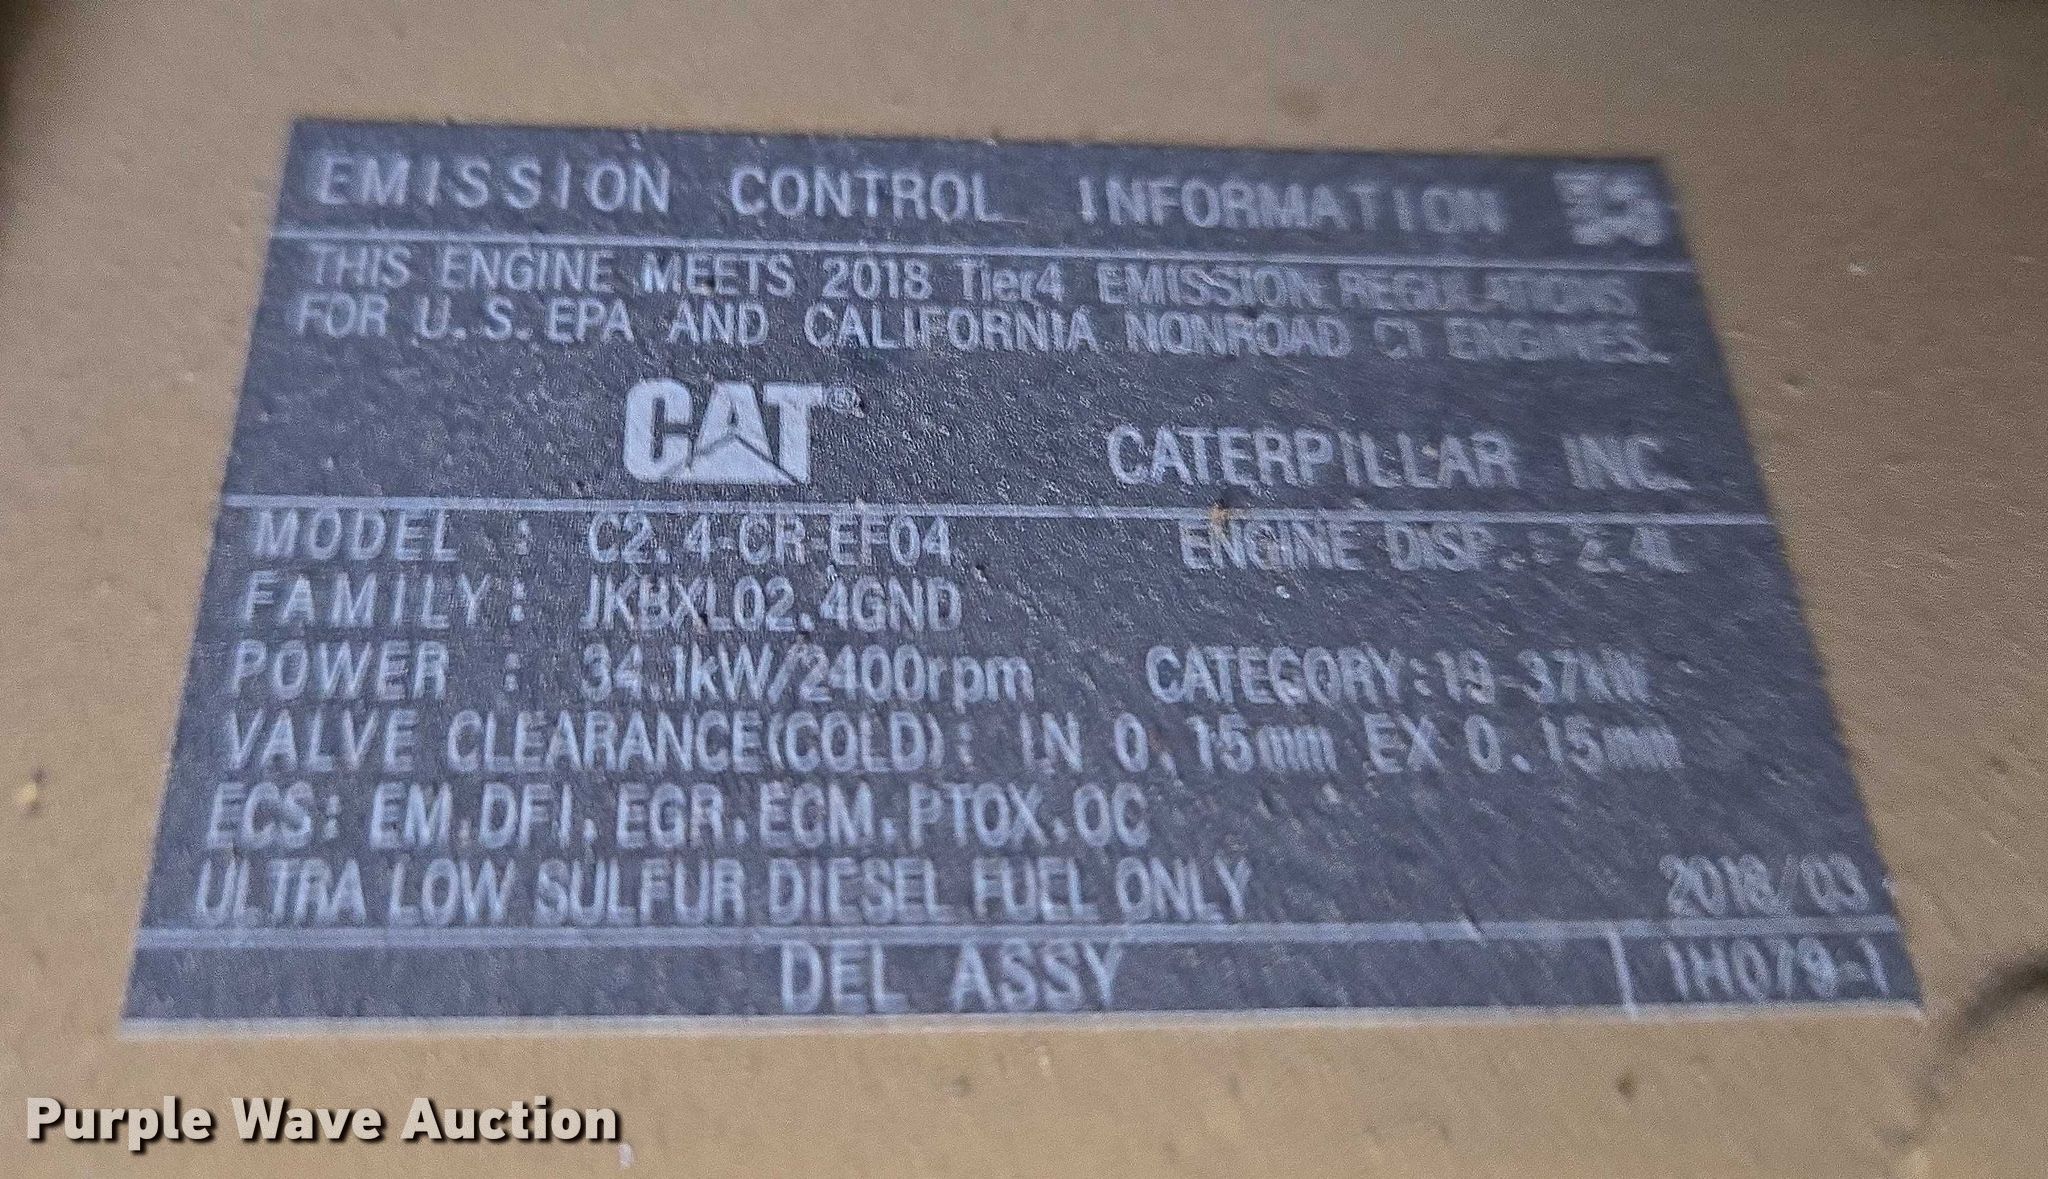 EMISSION CONTROL INFORMATION
THIS ENGINE MEETS 2018 Tier4 EMISSION REGULATIONS
FOR U.S. EPA AND CALIFORNIA NONROAD CI ENGINES.
CAT®
CATERPILLAR INC.
MODEL : C2.4-CR-EF04 ENGINE DISP.: 2.4L
FAMILY: JKBXL02.4GND
POWER : 34.1kW/2400rpm CATEGORY:19-37kW
VALVE CLEARANCE(COLD): IN 0.15mm EX 0.15mm
ECS: EM.DFI.EGR.ECM.PTOX.OC
ULTRA LOW SULFUR DIESEL FUEL ONLY 2018/03
DEL ASSY 1H079-1
Purple Wave Auction